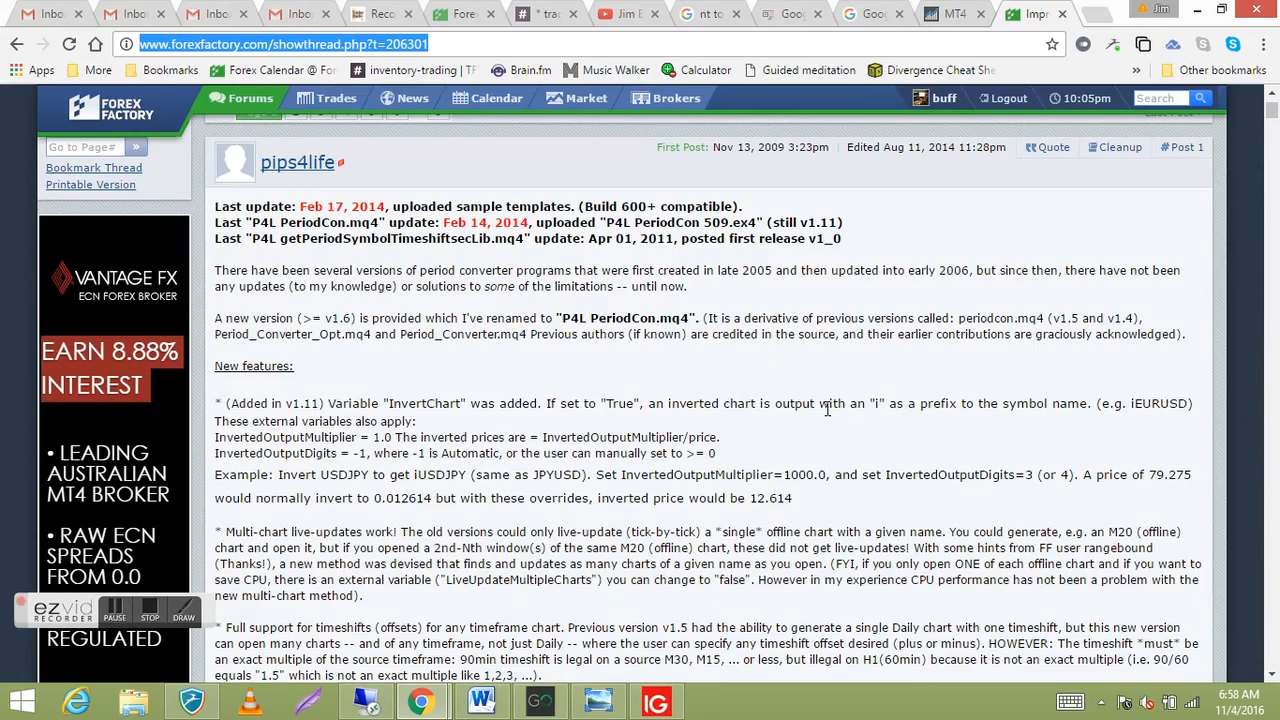 Inbo
Inbo
Inbo
Inbo
Reco
Forex
* trac
Jim B
nt to
Goog
Goog
MT4
Impr
Jim
www.forexfactory.com/showthread.php?t=206301
Apps
More
Bookmarks
Forex Calendar @ For
inventory-trading | TF
Brain.fm
Music Walker
Calculator
Guided meditation
Divergence Cheat She
»
Other bookmarks
FOREX
FACTORY
Forums
Trades
News
Calendar
Market
Brokers
buff
Logout
10:05pm
Search
Go to Page#
»
Bookmark Thread
Printable Version
pips4life
First Post: Nov 13, 2009 3:23pm
Edited Aug 11, 2014 11:28pm
Quote
Cleanup
#Post 1
Last update: Feb 17, 2014, uploaded sample templates. (Build 600+ compatible).
Last "P4L PeriodCon.mq4" update: Feb 14, 2014, uploaded "P4L PeriodCon 509.ex4" (still v1.11)
Last "P4L getPeriodSymbolTimeshiftsecLib.mq4" update: Apr 01, 2011, posted first release v1_0
There have been several versions of period converter programs that were first created in late 2005 and then updated into early 2006, but since then, there have not been
any updates (to my knowledge) or solutions to some of the limitations -- until now.
A new version (>= v1.6) is provided which I've renamed to "P4L PeriodCon.mq4". (It is a derivative of previous versions called: periodcon.mq4 (v1.5 and v1.4),
Period_Converter_Opt.mq4 and Period_Converter.mq4 Previous authors (if known) are credited in the source, and their earlier contributions are graciously acknowledged).
New features:
* (Added in v1.11) Variable "InvertChart" was added. If set to "True", an inverted chart is output with an "i" as a prefix to the symbol name. (e.g. iEURUSD)
These external variables also apply:
InvertedOutputMultiplier = 1.0 The inverted prices are = InvertedOutputMultiplier/price.
InvertedOutputDigits = -1, where -1 is Automatic, or the user can manually set to >= 0
Example: Invert USDJPY to get iUSDJPY (same as JPYUSD). Set InvertedOutputMultiplier=1000.0, and set InvertedOutputDigits=3 (or 4). A price of 79.275
would normally invert to 0.012614 but with these overrides, inverted price would be 12.614
* Multi-chart live-updates work! The old versions could only live-update (tick-by-tick) a *single* offline chart with a given name. You could generate, e.g. an M20 (offline)
chart and open it, but if you opened a 2nd-Nth window(s) of the same M20 (offline) chart, these did not get live-updates! With some hints from FF user rangebound
(Thanks!), a new method was devised that finds and updates as many charts of a given name as you open. (FYI, if you only open ONE of each offline chart and if you want to
save CPU, there is an external variable ("LiveUpdateMultipleCharts") you can change to "false". However in my experience CPU performance has not been a problem with the
new multi-chart method).
* Full support for timeshifts (offsets) for any timeframe chart. Previous version v1.5 had the ability to generate a single Daily chart with one timeshift, but this new version
can open many charts -- and of any timeframe, not just Daily -- where the user can specify any timeshift offset desired (plus or minus). HOWEVER: The timeshift *must* be
an exact multiple of the source timeframe: 90min timeshift is legal on a source M30, M15, ... or less, but illegal on H1(60min) because it is not an exact multiple (i.e. 90/60
equals "1.5" which is not an exact multiple like 1,2,3, ...).
VANTAGE FX
ECN FOREX BROKER
EARN 8.88%
INTEREST
• LEADING
AUSTRALIAN
MT4 BROKER
• RAW ECN
SPREADS
FROM 0.0
REGULATED
ezvid
RECORDER
PAUSE
STOP
DRAW
GO
IG
6:58 AM
11/4/2016